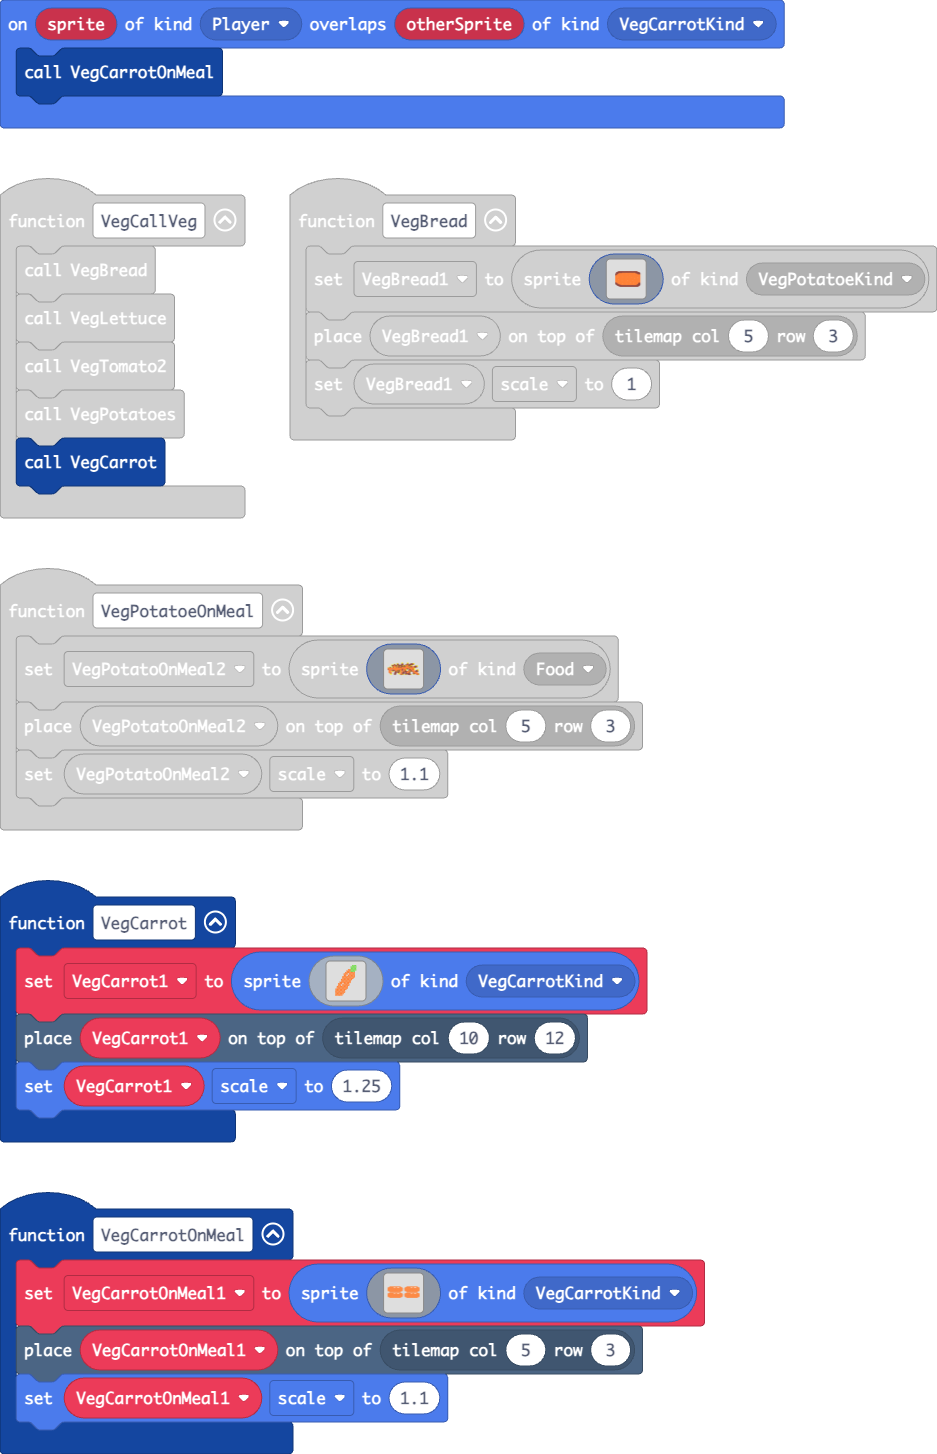 on sprite of kind Player overlaps otherSprite of kind VegCarrotKind
call VegCarrotOnMeal
function VegCallVeg
call VegBread
call VegLettuce
call VegTomato2
call VegPotatoes
call VegCarrot
function VegBread
set VegBread1 to sprite of kind VegPotatoeKind
place VegBread1 on top of tilemap col 5 row 3
set VegBread1 scale to 1
function VegPotatoeOnMeal
set VegPotatoOnMeal2 to sprite of kind Food
place VegPotatoOnMeal2 on top of tilemap col 5 row 3
set VegPotatoOnMeal2 scale to 1.1
function VegCarrot
set VegCarrot1 to sprite of kind VegCarrotKind
place VegCarrot1 on top of tilemap col 10 row 12
set VegCarrot1 scale to 1.25
function VegCarrotOnMeal
set VegCarrotOnMeal1 to sprite of kind VegCarrotKind
place VegCarrotOnMeal1 on top of tilemap col 5 row 3
set VegCarrotOnMeal1 scale to 1.1